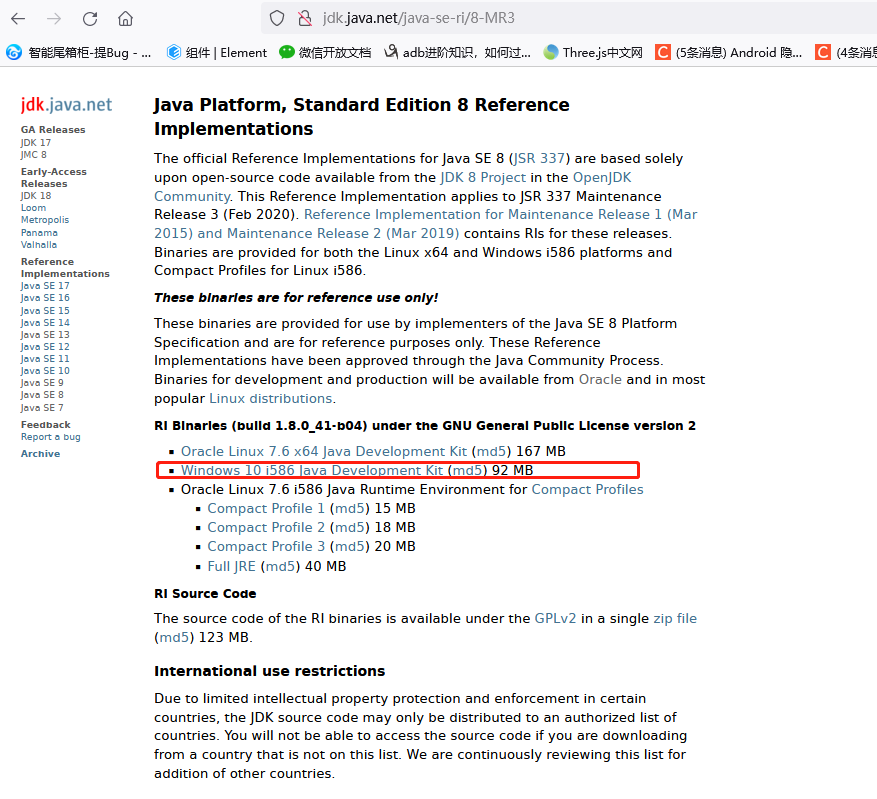 jdk.java.net/java-se-ri/8-MR3
智能尾箱柜-提Bug - ...
组件 | Element
微信开放文档
adb进阶知识，如何过...
Three.js中文网
(5条消息) Android 隐...
(4条消息
jdk.java.net
GA Releases
JDK 17
JMC 8
Early-Access
Releases
JDK 18
Loom
Metropolis
Panama
Valhalla
Reference
Implementations
Java SE 17
Java SE 16
Java SE 15
Java SE 14
Java SE 13
Java SE 12
Java SE 11
Java SE 10
Java SE 9
Java SE 8
Java SE 7
Feedback
Report a bug
Archive
Java Platform, Standard Edition 8 Reference
Implementations
The official Reference Implementations for Java SE 8 (JSR 337) are based solely
upon open-source code available from the JDK 8 Project in the OpenJDK
Community. This Reference Implementation applies to JSR 337 Maintenance
Release 3 (Feb 2020). Reference Implementation for Maintenance Release 1 (Mar
2015) and Maintenance Release 2 (Mar 2019) contains RIs for these releases.
Binaries are provided for both the Linux x64 and Windows i586 platforms and
Compact Profiles for Linux i586.
These binaries are for reference use only!
These binaries are provided for use by implementers of the Java SE 8 Platform
Specification and are for reference purposes only. These Reference
Implementations have been approved through the Java Community Process.
Binaries for development and production will be available from Oracle and in most
popular Linux distributions.
RI Binaries (build 1.8.0_41-b04) under the GNU General Public License version 2
Oracle Linux 7.6 x64 Java Development Kit (md5) 167 MB
Windows 10 i586 Java Development Kit (md5) 92 MB
Oracle Linux 7.6 i586 Java Runtime Environment for Compact Profiles
Compact Profile 1 (md5) 15 MB
Compact Profile 2 (md5) 18 MB
Compact Profile 3 (md5) 20 MB
Full JRE (md5) 40 MB
RI Source Code
The source code of the RI binaries is available under the GPLv2 in a single zip file
(md5) 123 MB.
International use restrictions
Due to limited intellectual property protection and enforcement in certain
countries, the JDK source code may only be distributed to an authorized list of
countries. You will not be able to access the source code if you are downloading
from a country that is not on this list. We are continuously reviewing this list for
addition of other countries.